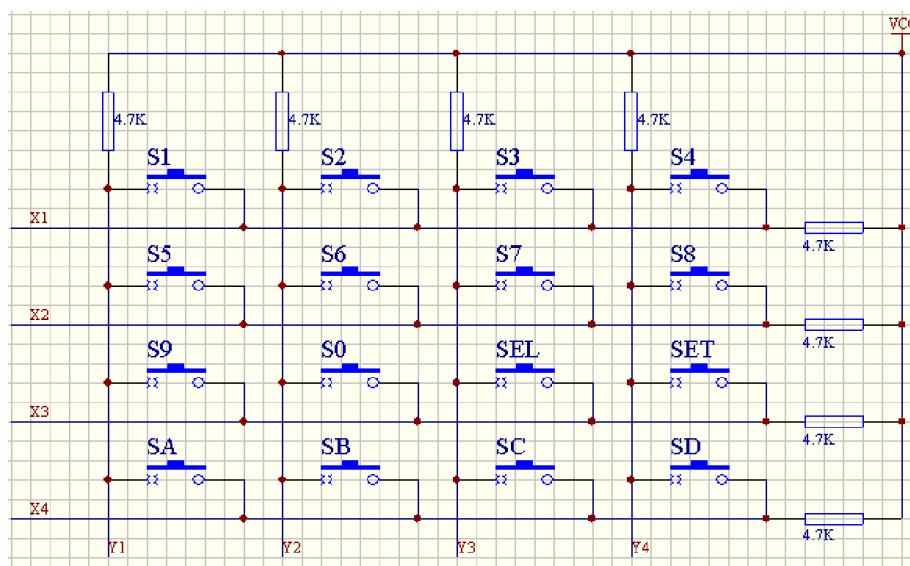 VCC
4.7K 4.7K 4.7K 4.7K
S1 S2 S3 S4
X1
4.7K
S5 S6 S7 S8
X2
4.7K
S9 S0 SEL SET
X3
4.7K
SA SB SC SD
X4
4.7K
Y1 Y2 Y3 Y4